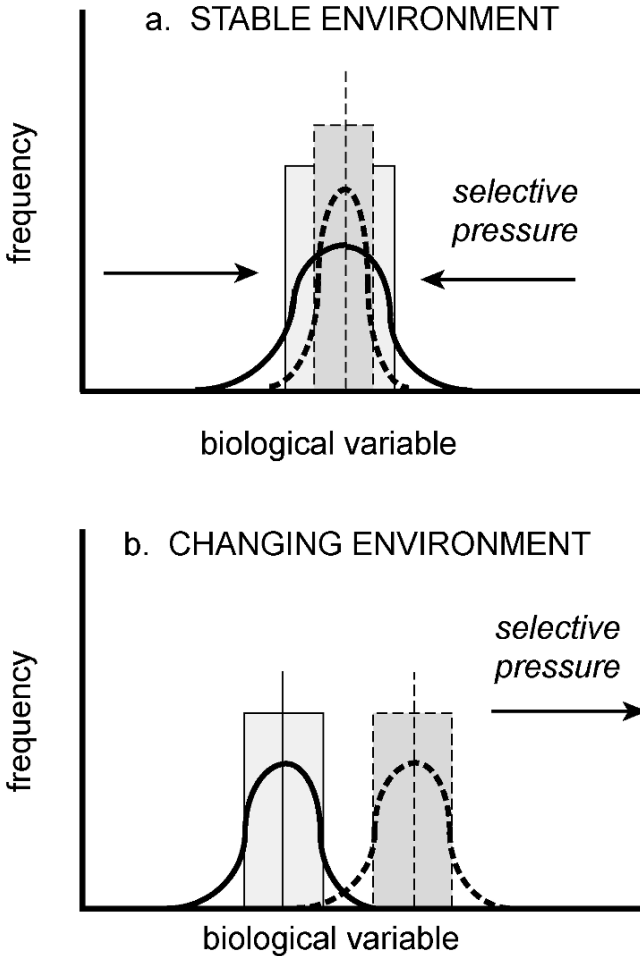 a. STABLE ENVIRONMENT
frequency
selective
pressure
biological variable
b. CHANGING ENVIRONMENT
frequency
selective
pressure
biological variable